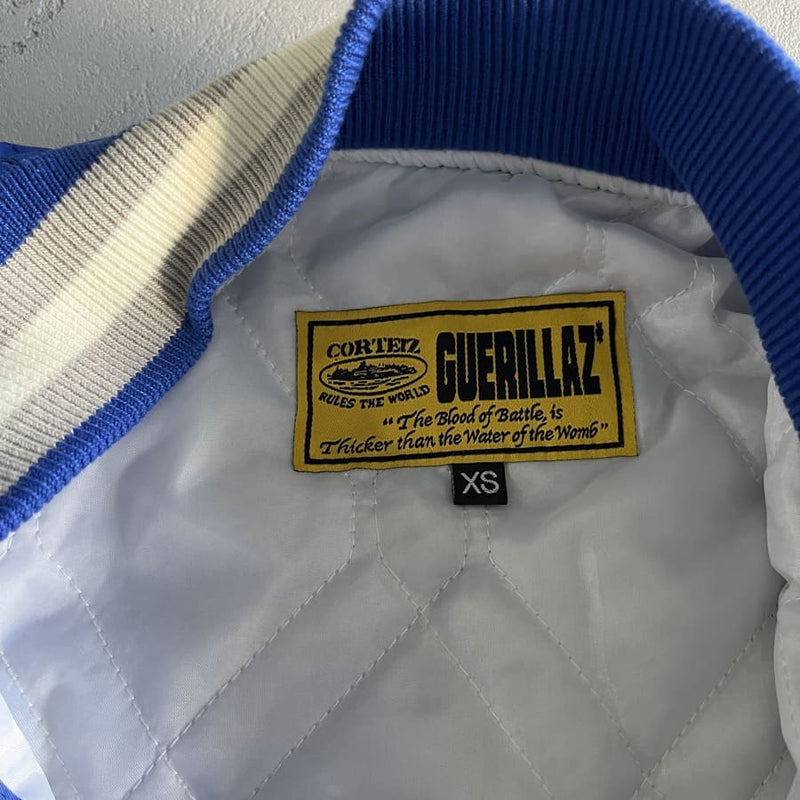 CORTEIZ
RULES THE WORLD
GUERILLAZ
"The Blood of Battle, is
Thicker than the Water of the Womb"
XS